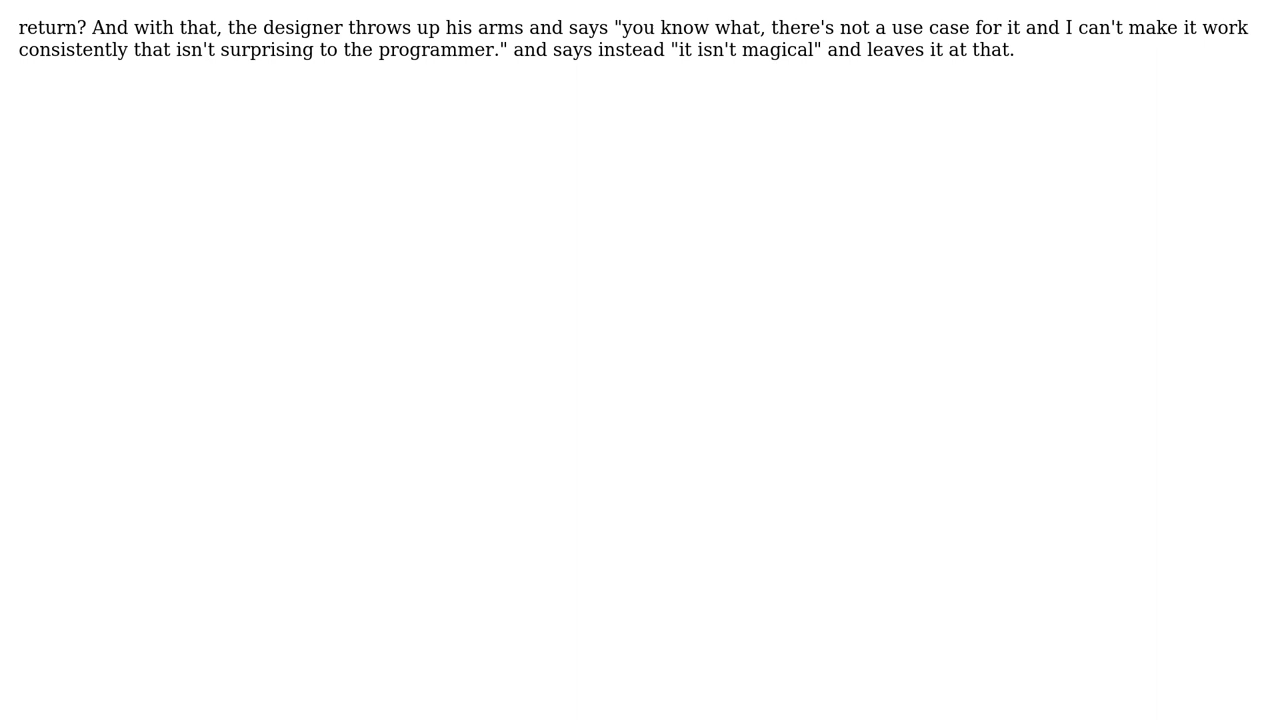 return? And with that, the designer throws up his arms and says "you know what, there's not a use case for it and I can't make it work
consistently that isn't surprising to the programmer." and says instead "it isn't magical" and leaves it at that.